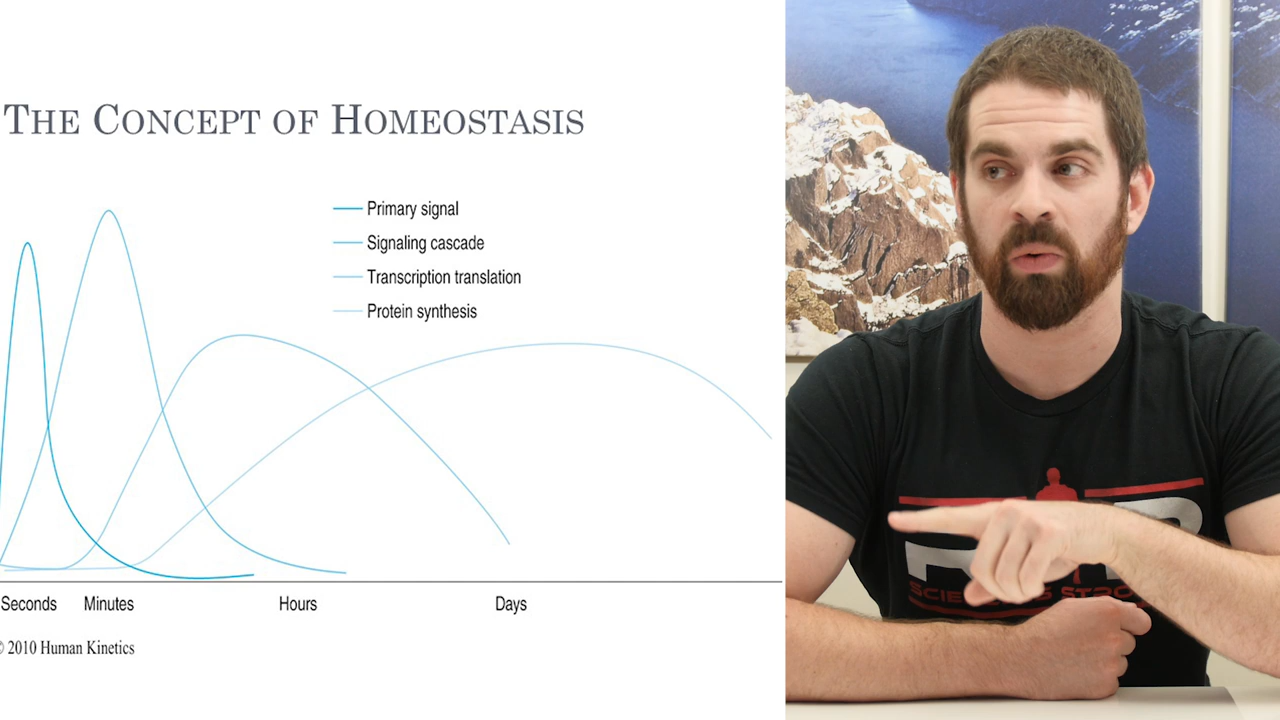 THE CONCEPT OF HOMEOSTASIS
Primary signal
Signaling cascade
Transcription translation
Protein synthesis
Seconds Minutes Hours Days
© 2010 Human Kinetics